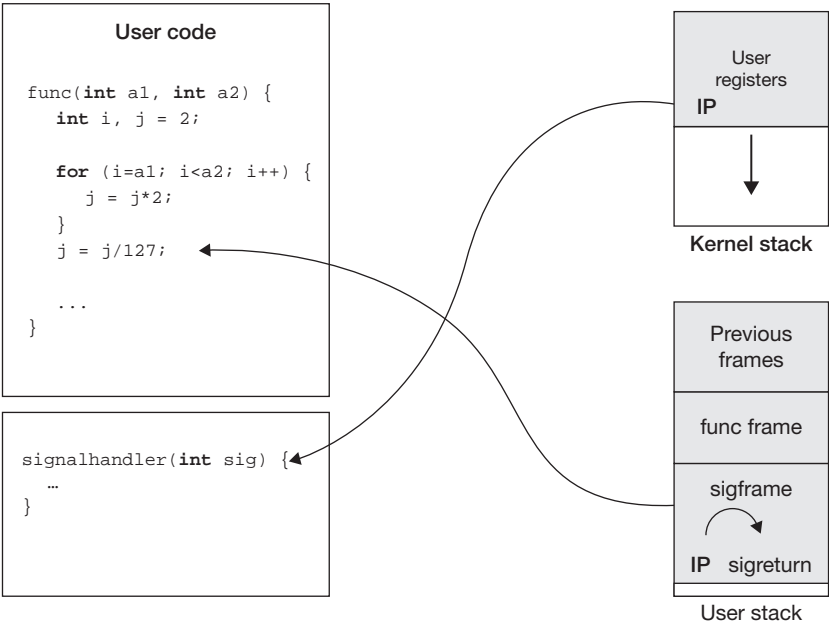 User code
func(int a1, int a2) {
int i, j = 2;
for (i=a1; i<a2; i++) {
j = j*2;
}
j = j/127;
...
}
signalhandler(int sig) {
…
}
User
registers
IP
Kernel stack
Previous
frames
func frame
sigframe
IP sigreturn
User stack